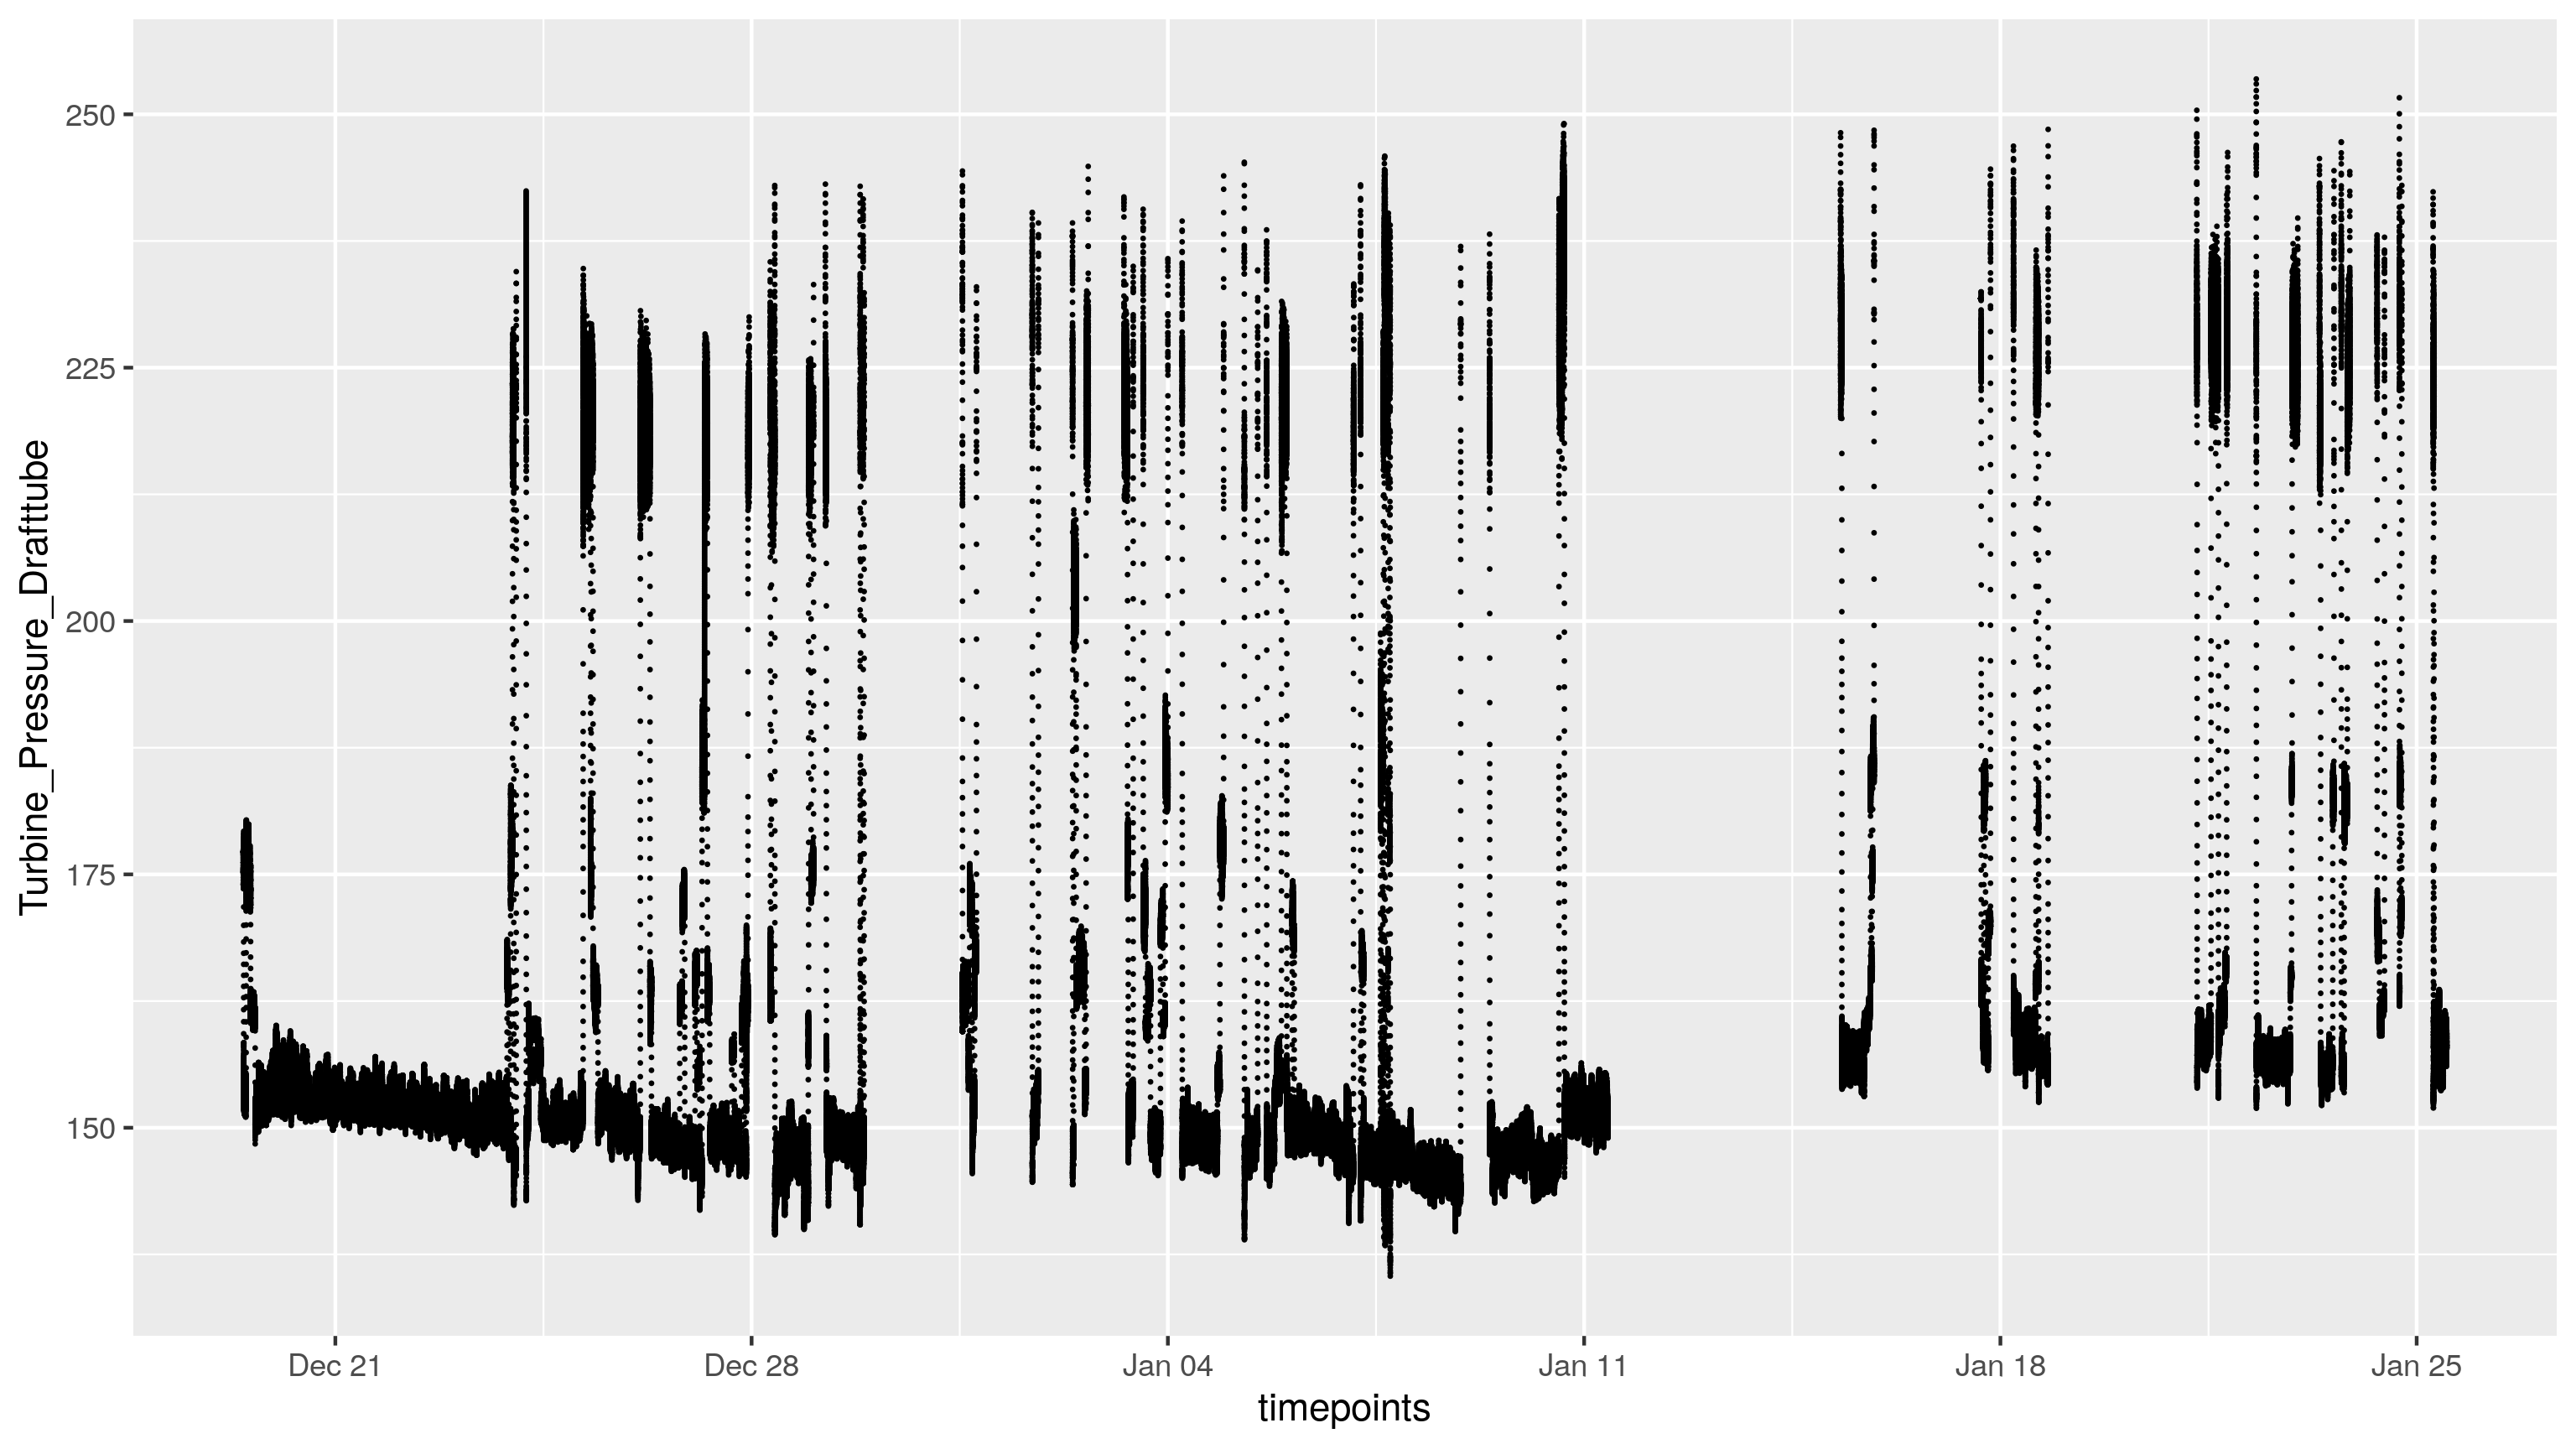 Turbine_Pressure_Drafttube
250
225
200
175
150
Dec 21
Dec 28
Jan 04
Jan 11
Jan 18
Jan 25
timepoints